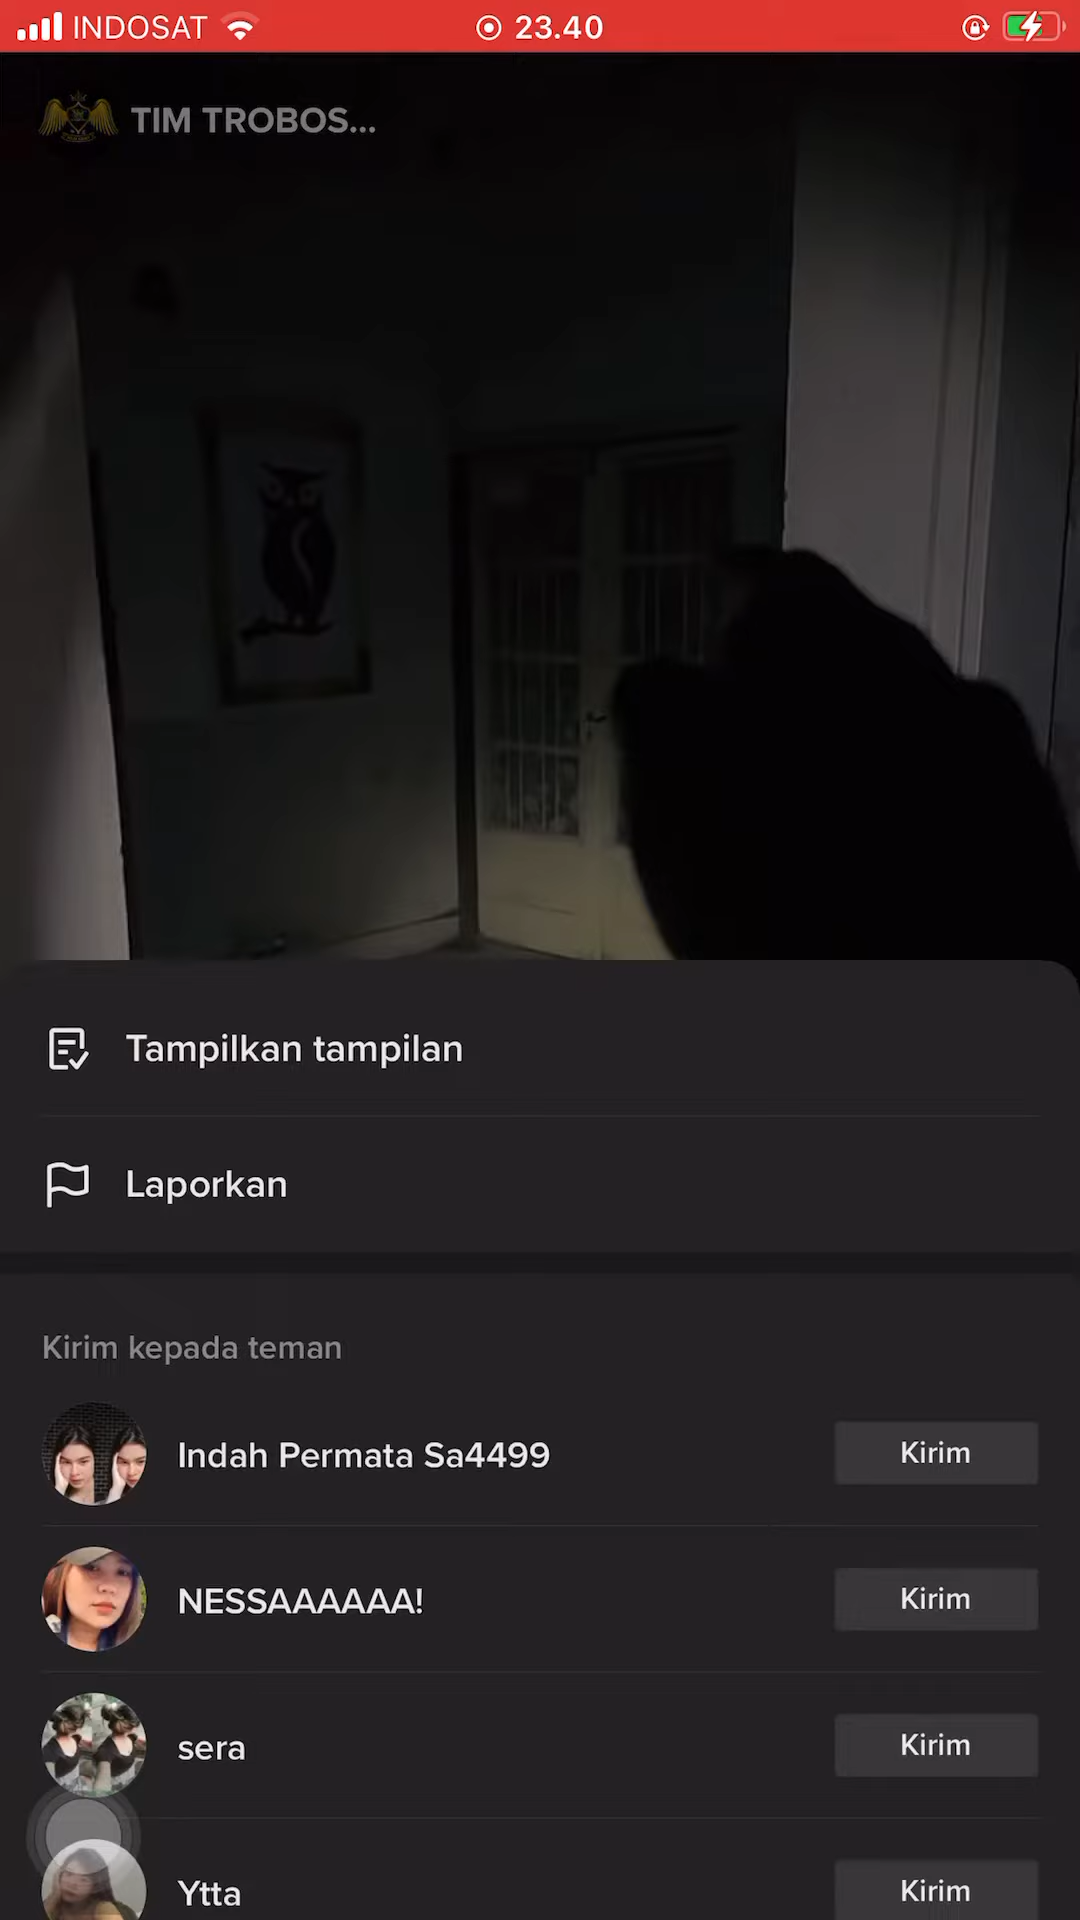 INDOSAT
23.40
TIM TROBOS...
Tampilkan tampilan
Laporkan
Kirim kepada teman
Indah Permata Sa4499
Kirim
NESSAAAAAA!
Kirim
sera
Kirim
Ytta
Kirim